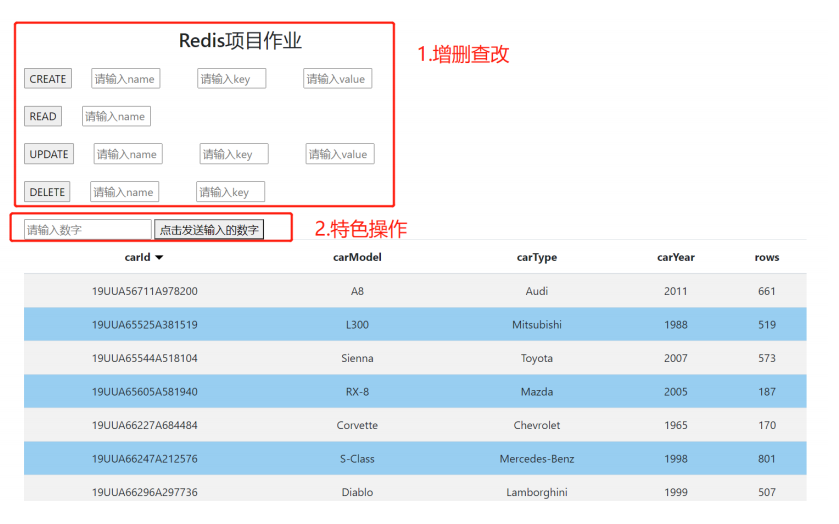 Redis项目作业
1.增删查改
CREATE 请输入name 请输入key 请输入value
READ 请输入name
UPDATE 请输入name 请输入key 请输入value
DELETE 请输入name 请输入key
请输入数字 点击发送输入的数字 2.特色操作
carId carModel carType carYear rows
19UUA56711A978200 A8 Audi 2011 661
19UUA65525A381519 L300 Mitsubishi 1988 519
19UUA65544A518104 Sienna Toyota 2007 573
19UUA65605A581940 RX-8 Mazda 2005 187
19UUA66227A684484 Corvette Chevrolet 1965 170
19UUA66247A212576 S-Class Mercedes-Benz 1998 801
19UUA66296A297736 Diablo Lamborghini 1999 507